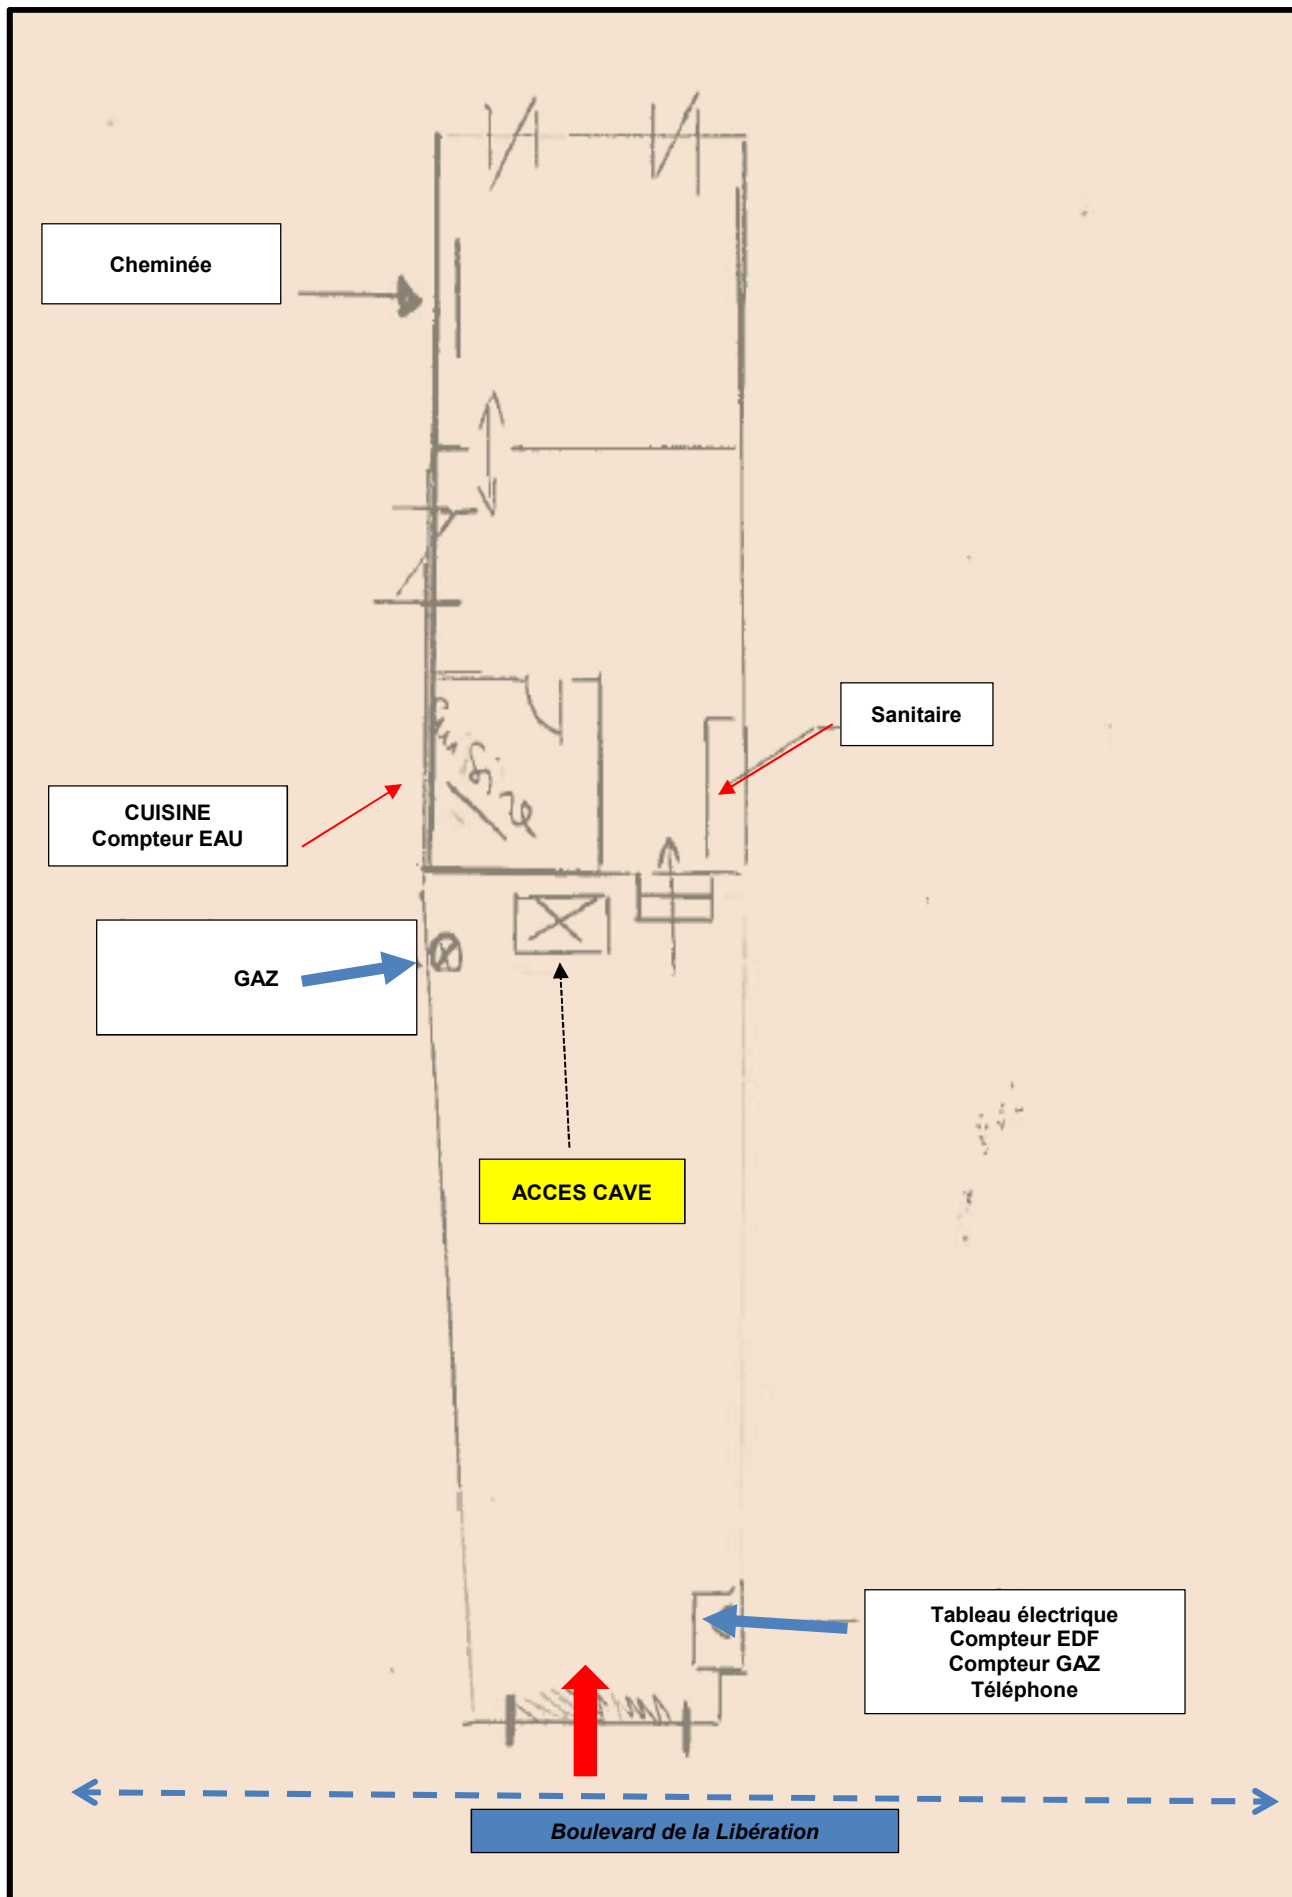 Cheminée
Sanitaire
CUISINE
Compteur EAU
cuisine
GAZ
ACCES CAVE
Tableau électrique
Compteur EDF
Compteur GAZ
Téléphone
Boulevard de la Libération